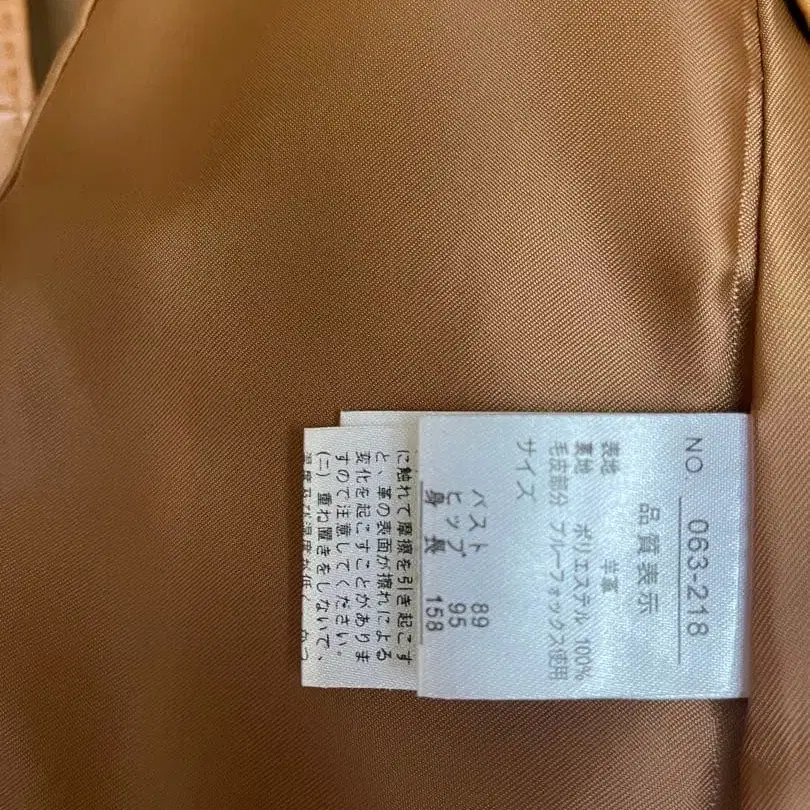 NO. 063-218
品質表示
表地 羊革
裏地 ポリエステル 100%
毛皮部分 ブルーフォックス使用
サイズ
バスト 89
ヒップ 95
身長 158
に触れて摩擦を引き起こす
と、革の表面が擦れによる
変化を起こすことがありま
すので注意してください。
(二) 重ね置きをしないで、